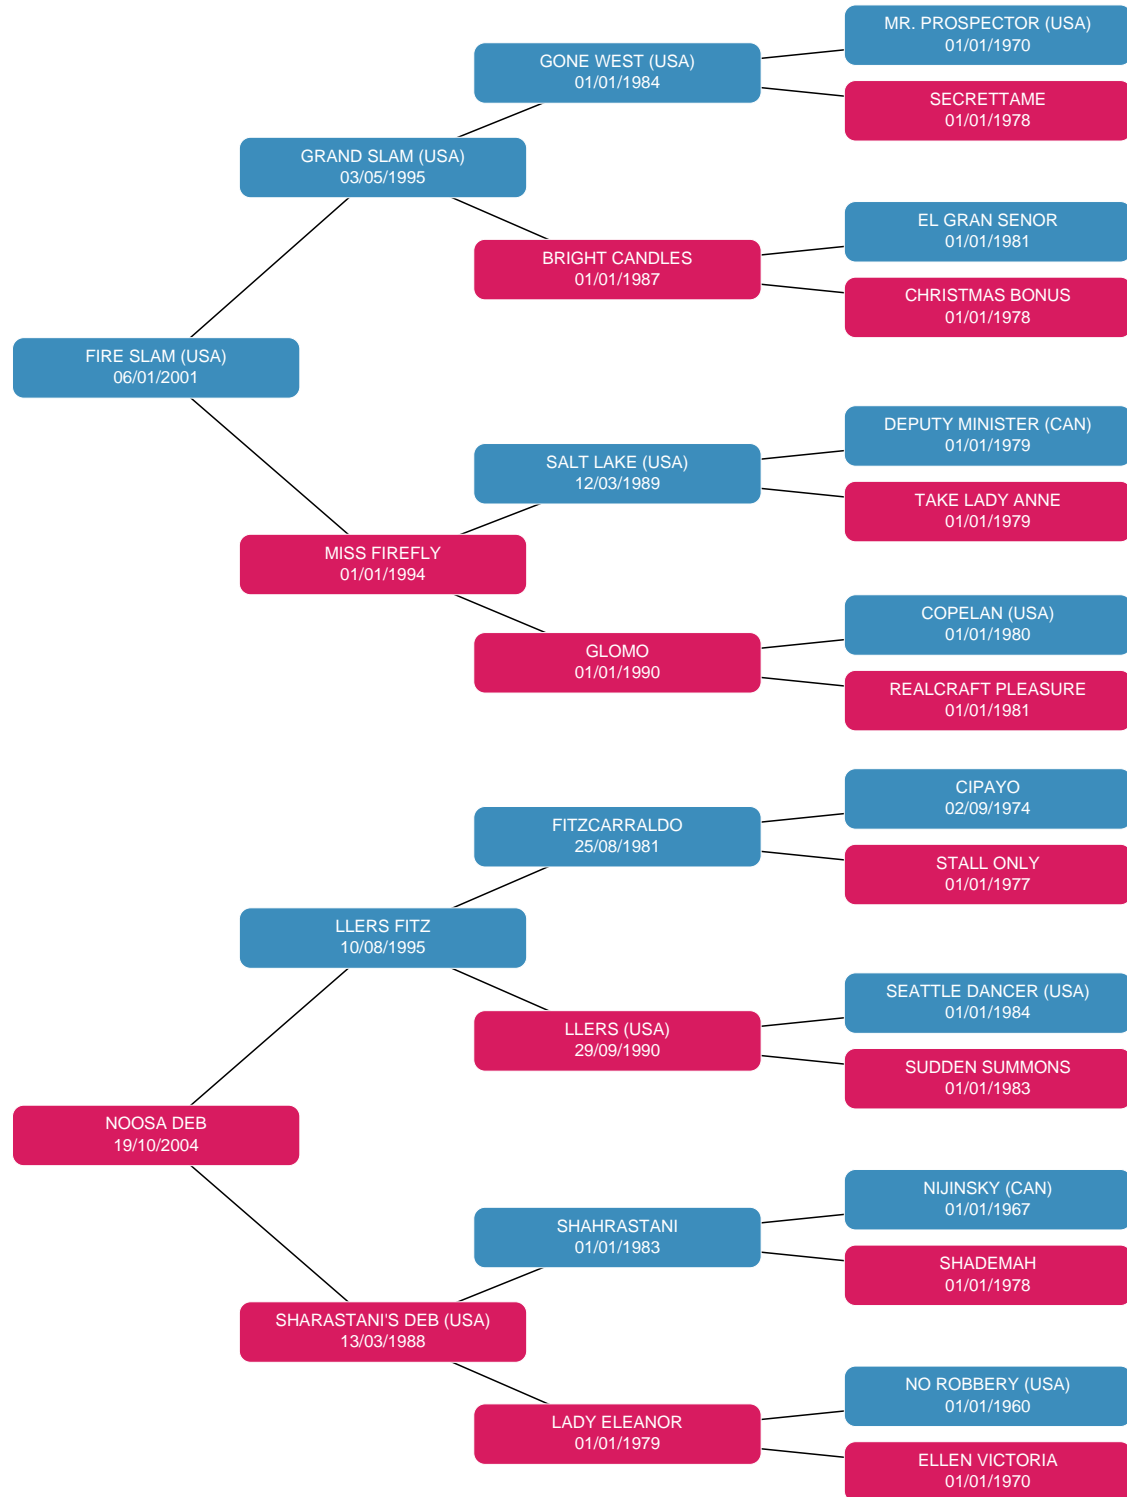 MR. PROSPECTOR (USA)
01/01/1970
GONE WEST (USA)
01/01/1984
SECRETTAME
01/01/1978
GRAND SLAM (USA)
03/05/1995
EL GRAN SENOR
01/01/1981
BRIGHT CANDLES
01/01/1987
CHRISTMAS BONUS
01/01/1978
FIRE SLAM (USA)
06/01/2001
DEPUTY MINISTER (CAN)
01/01/1979
SALT LAKE (USA)
12/03/1989
TAKE LADY ANNE
01/01/1979
MISS FIREFLY
01/01/1994
COPELAN (USA)
01/01/1980
GLOMO
01/01/1990
REALCRAFT PLEASURE
01/01/1981
CIPAYO
02/09/1974
FITZCARRALDO
25/08/1981
STALL ONLY
01/01/1977
LLERS FITZ
10/08/1995
SEATTLE DANCER (USA)
01/01/1984
LLERS (USA)
29/09/1990
SUDDEN SUMMONS
01/01/1983
NOOSA DEB
19/10/2004
NIJINSKY (CAN)
01/01/1967
SHAHRASTANI
01/01/1983
SHADEMAH
01/01/1978
SHARASTANI'S DEB (USA)
13/03/1988
NO ROBBERY (USA)
01/01/1960
LADY ELEANOR
01/01/1979
ELLEN VICTORIA
01/01/1970